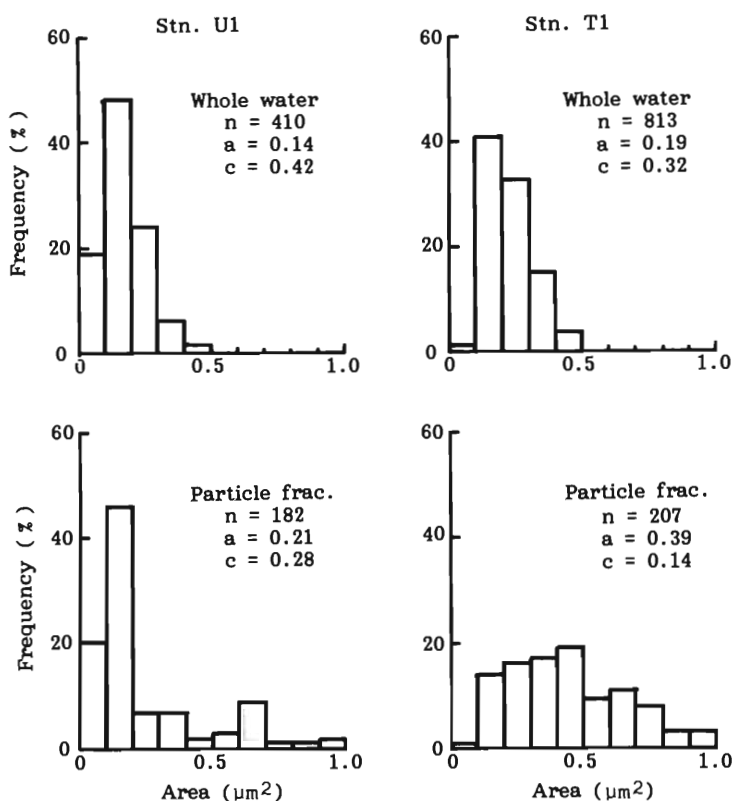 Stn. U1
Stn. T1
60
40
20
0
Frequency (%)
Whole water
n = 410
a = 0.14
c = 0.42
0 0.5 1.0
60
40
20
0
Whole water
n = 813
a = 0.19
c = 0.32
0 0.5 1.0
60
40
20
0
Frequency (%)
Particle frac.
n = 182
a = 0.21
c = 0.28
0 0.5 1.0
Area (μm²)
60
40
20
0
Particle frac.
n = 207
a = 0.39
c = 0.14
0 0.5 1.0
Area (μm²)